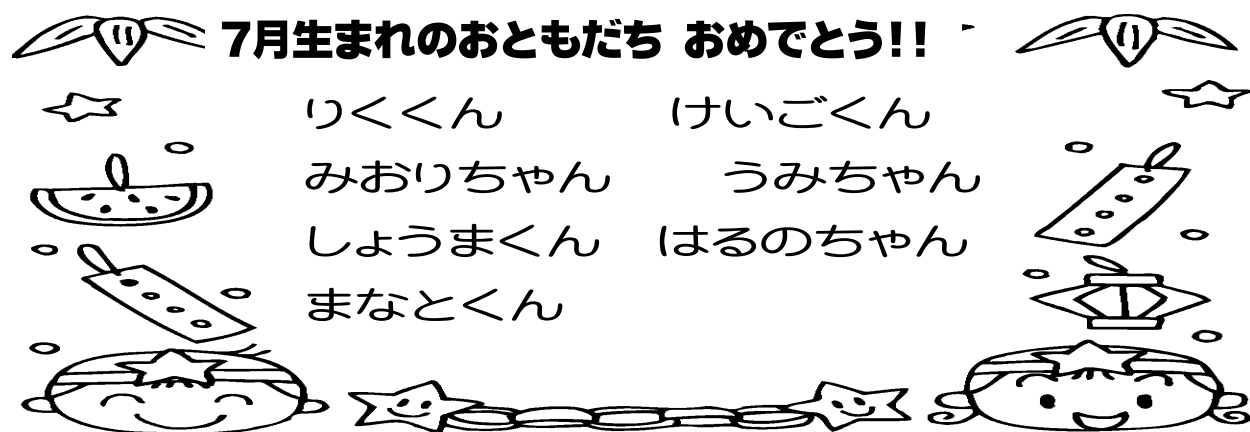 7月生まれのおともだち おめでとう!!
りくくん けいごくん
みおりちゃん うみちゃん
しょうまくん はるのちゃん
まなとくん